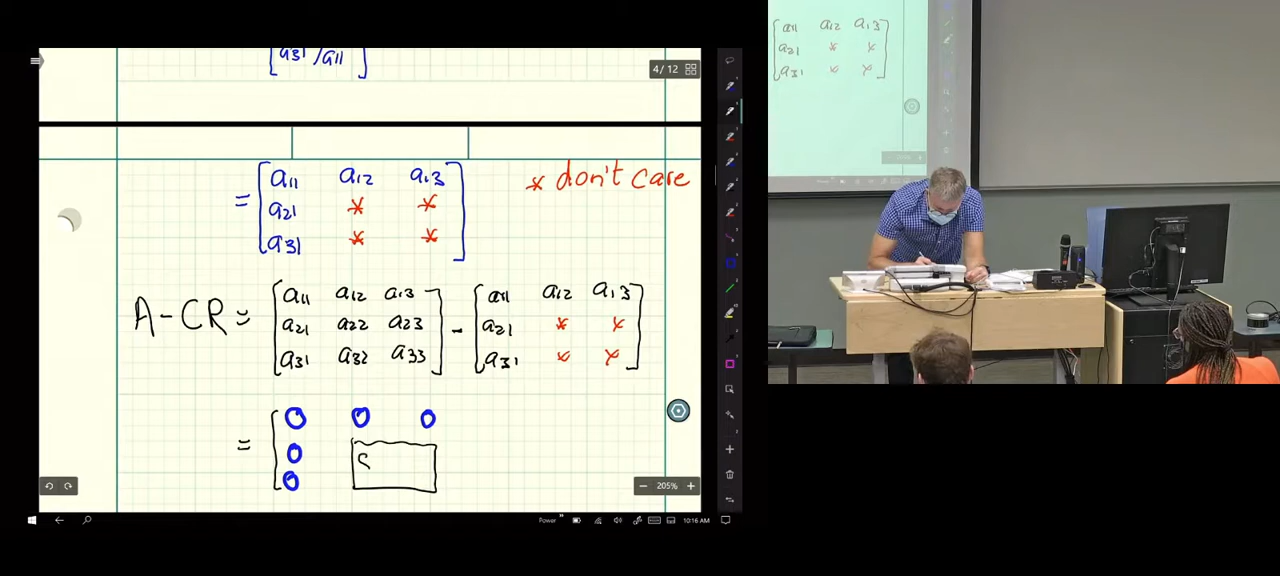 a31/a11
4/12
= [ a11 a12 a13
a21 * *
a31 * * ]
* don't care
A-CR = [ a11 a12 a13
a21 a22 a23
a31 a32 a33 ] - [ a11 a12 a13
a21 * *
a31 * * ]
= [ 0 0 0
0
0
205%
Power
10:16 AM
[ a11 a12 a13
a21 * *
a31 * * ]